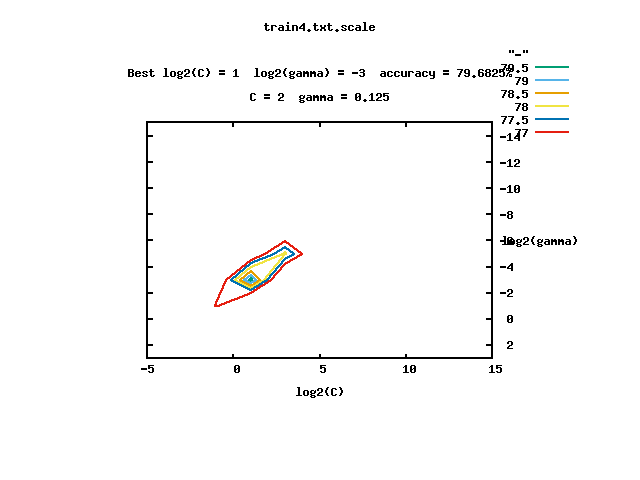 train4.txt.scale
"-"
Best log2(C) = 1  log2(gamma) = -3  accuracy = 79.6825%
79.5
79
C = 2  gamma = 0.125
78.5
78
77.5
77
-14
-12
-10
-8
-6
log2(gamma)
-4
-2
0
2
-5 0 5 10 15
log2(C)